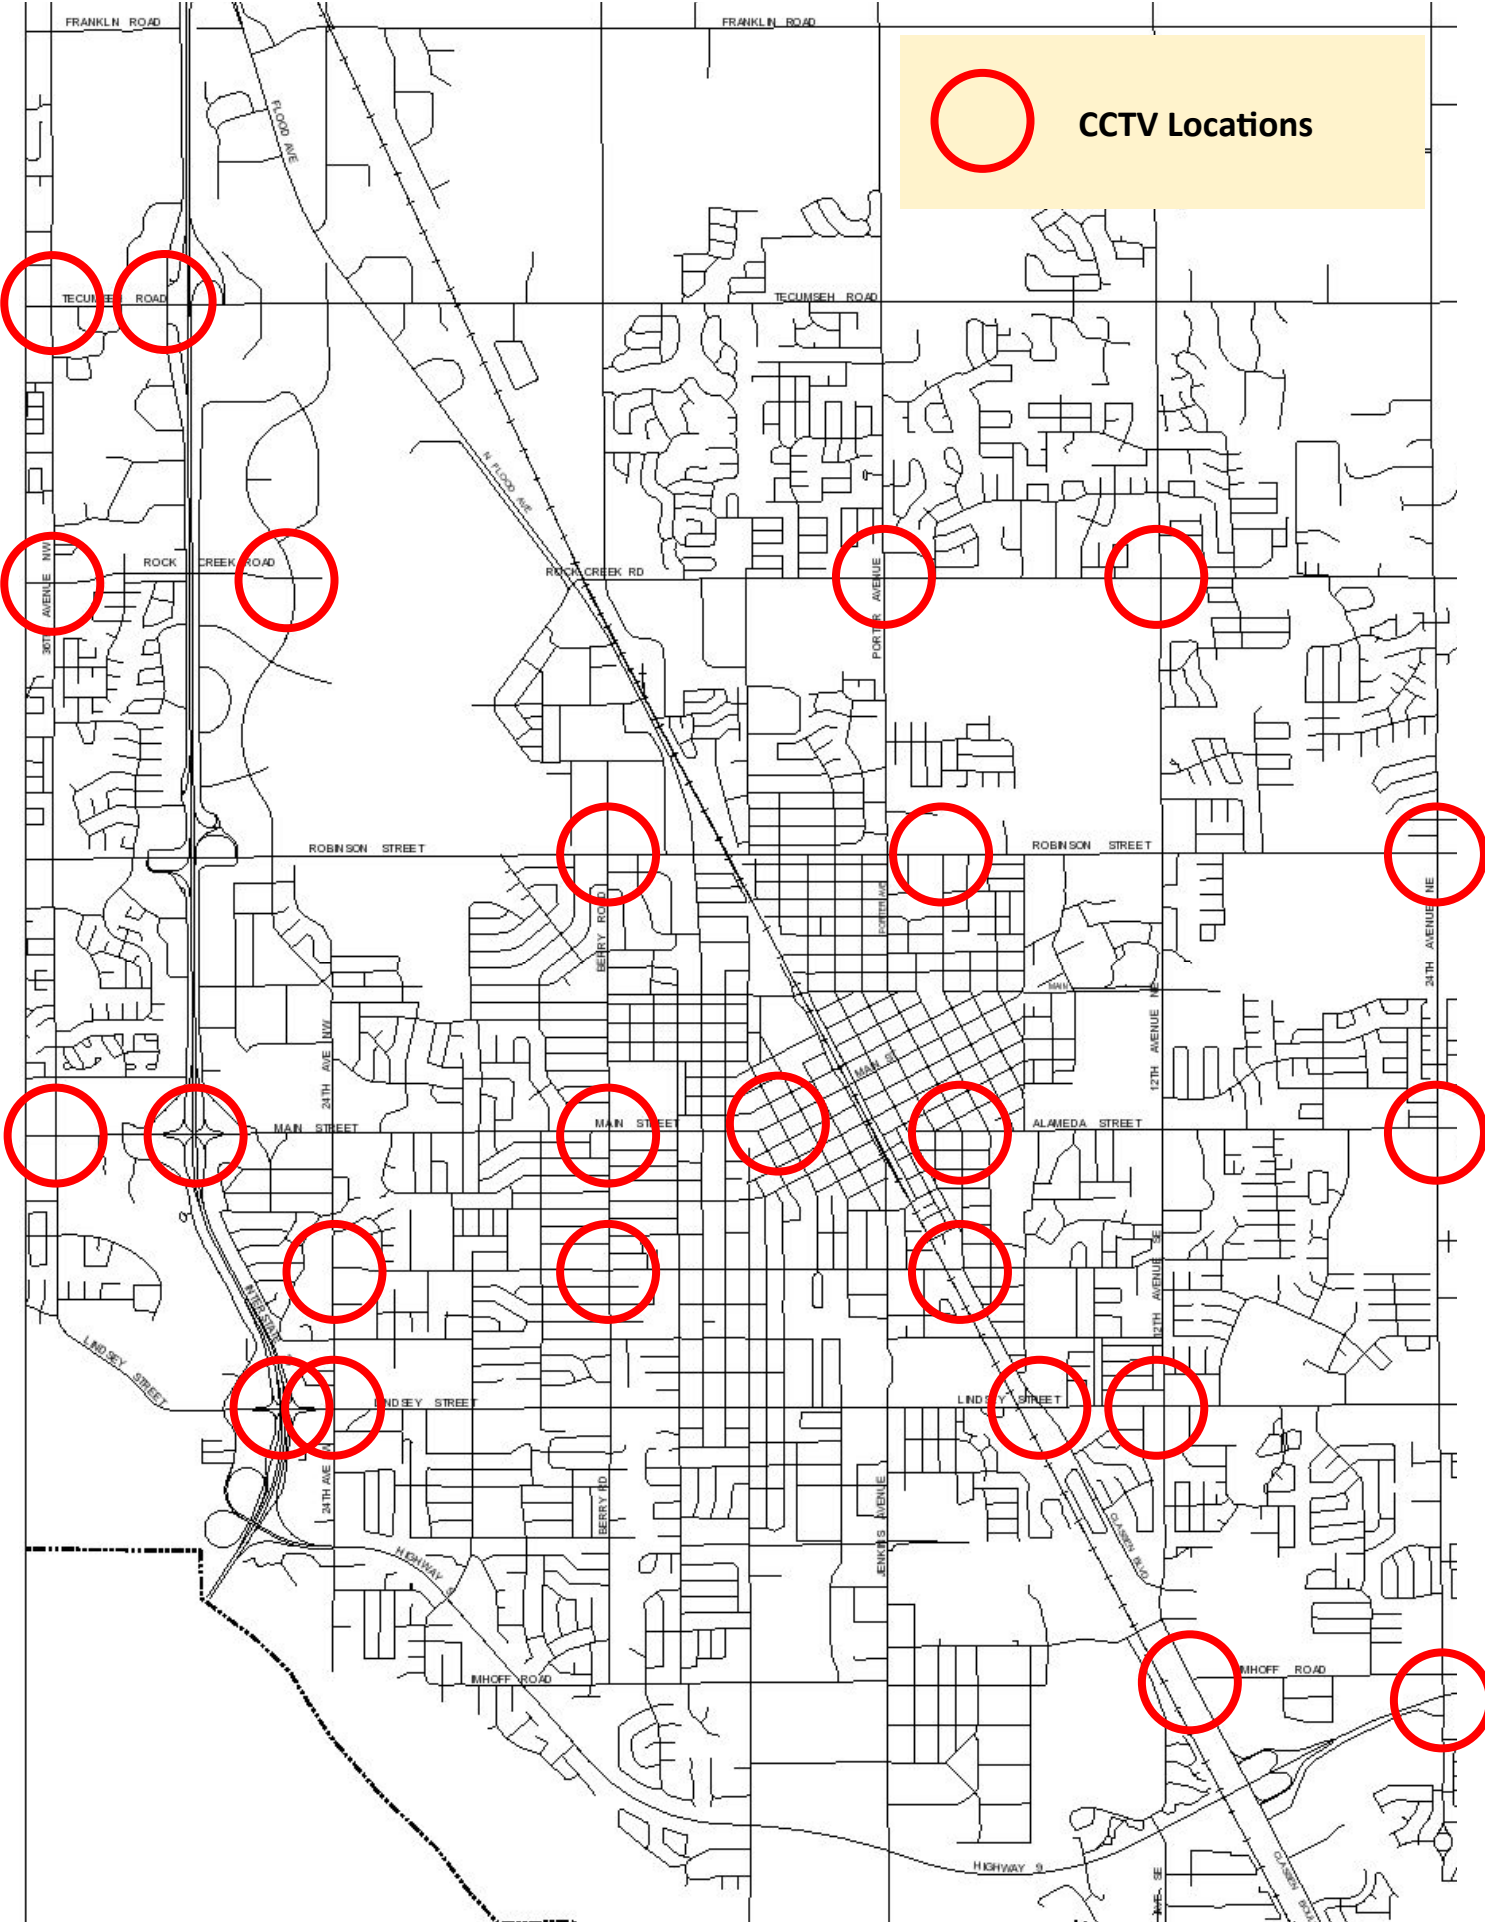 FRANKLIN ROAD
FRANKLIN ROAD
CCTV Locations
FLOOD AVE
TECUMSEH ROAD
TECUMSEH ROAD
N FLOOD AVE
36TH AVENUE NW
ROCK CREEK ROAD
ROCK CREEK RD
PORTER AVENUE
ROBINSON STREET
ROBINSON STREET
BERRY ROAD
PORTER AVE
24TH AVENUE NE
MAIN
12TH AVENUE NE
24TH AVE NW
MAIN ST
MAIN STREET
MAIN STREET
ALAMEDA STREET
12TH AVENUE SE
INTERSTATE
LINDSEY STREET
LINDSEY STREET
LINDSEY STREET
24TH AVE
BERRY RD
JENKINS AVENUE
CLASSEN BLVD
HIGHWAY 9
IMHOFF ROAD
IMHOFF ROAD
HIGHWAY 9
AVE SE
CLASSEN